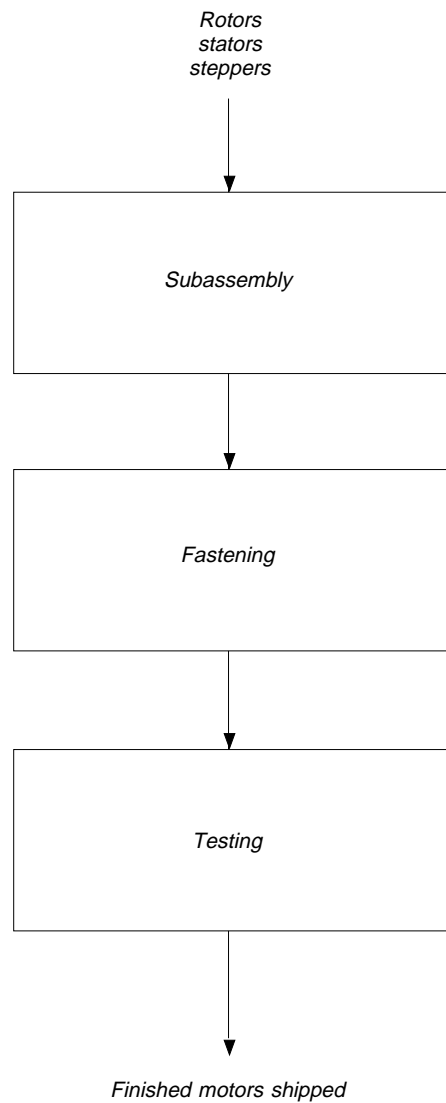 Rotors
stators
steppers
Subassembly
Fastening
Testing
Finished motors shipped